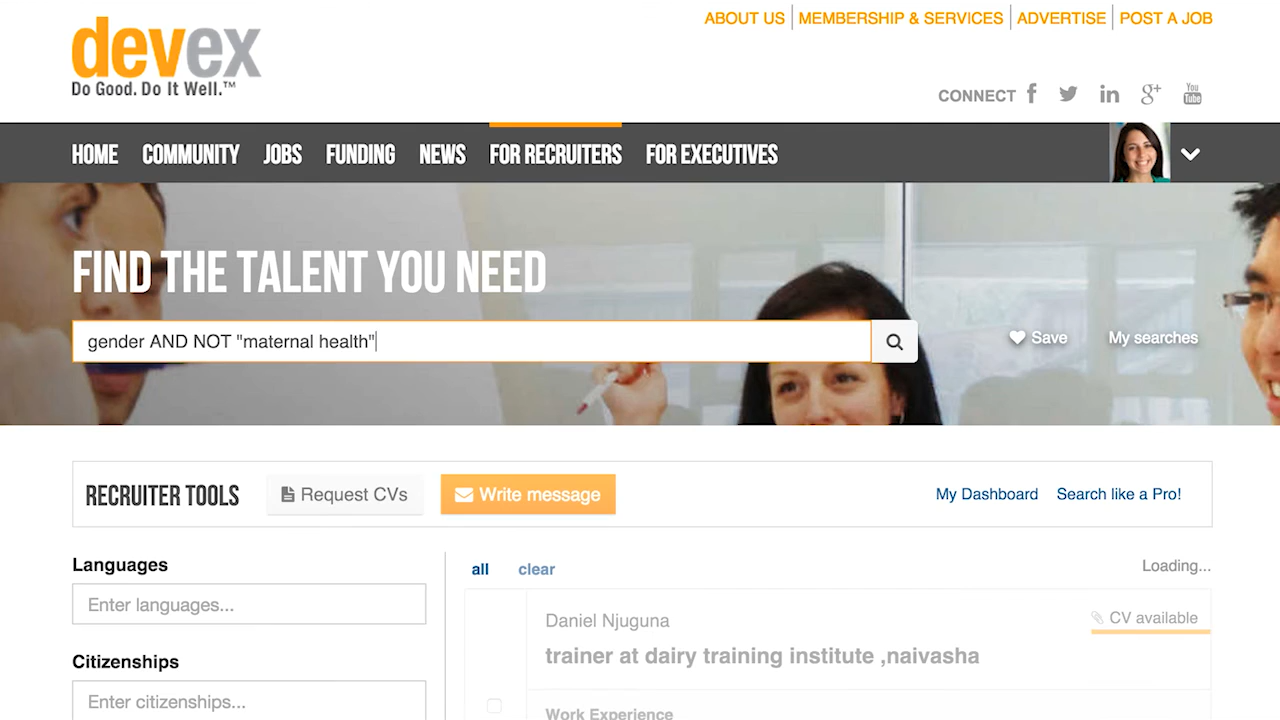 ABOUT US MEMBERSHIP & SERVICES ADVERTISE POST A JOB
devex
Do Good. Do It Well.™
CONNECT f in g+ You Tube
HOME COMMUNITY JOBS FUNDING NEWS FOR RECRUITERS FOR EXECUTIVES
FIND THE TALENT YOU NEED
gender AND NOT "maternal health"
Save My searches
RECRUITER TOOLS Request CVs Write message My Dashboard Search like a Pro!
Languages
Enter languages...
Citizenships
Enter citizenships...
all clear Loading...
Daniel Njuguna CV available
trainer at dairy training institute ,naivasha
Work Experience